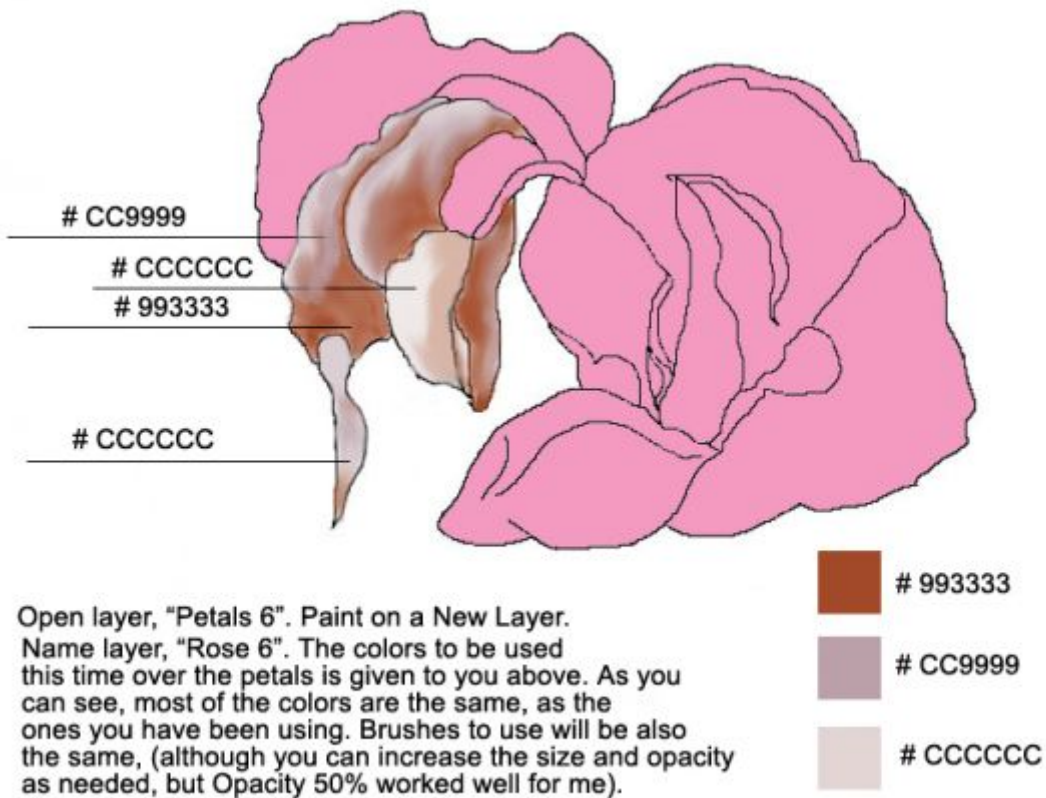 # CC9999
# CCCCCC
# 993333
# CCCCCC
# 993333
# CC9999
# CCCCCC
Open layer, “Petals 6”. Paint on a New Layer.
Name layer, “Rose 6”. The colors to be used
this time over the petals is given to you above. As you
can see, most of the colors are the same, as the
ones you have been using. Brushes to use will be also
the same, (although you can increase the size and opacity
as needed, but Opacity 50% worked well for me).